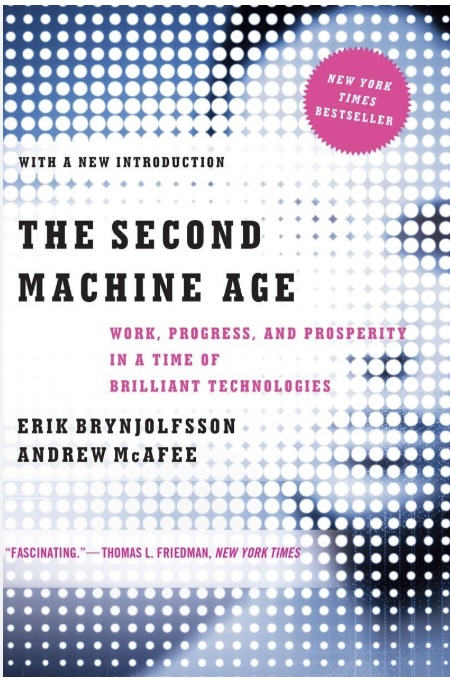 NEW YORK
TIMES
BESTSELLER
WITH A NEW INTRODUCTION
THE SECOND
MACHINE AGE
WORK, PROGRESS, AND PROSPERITY
IN A TIME OF
BRILLIANT TECHNOLOGIES
ERIK BRYNJOLFSSON
ANDREW McAFEE
“FASCINATING.”—THOMAS L. FRIEDMAN, NEW YORK TIMES